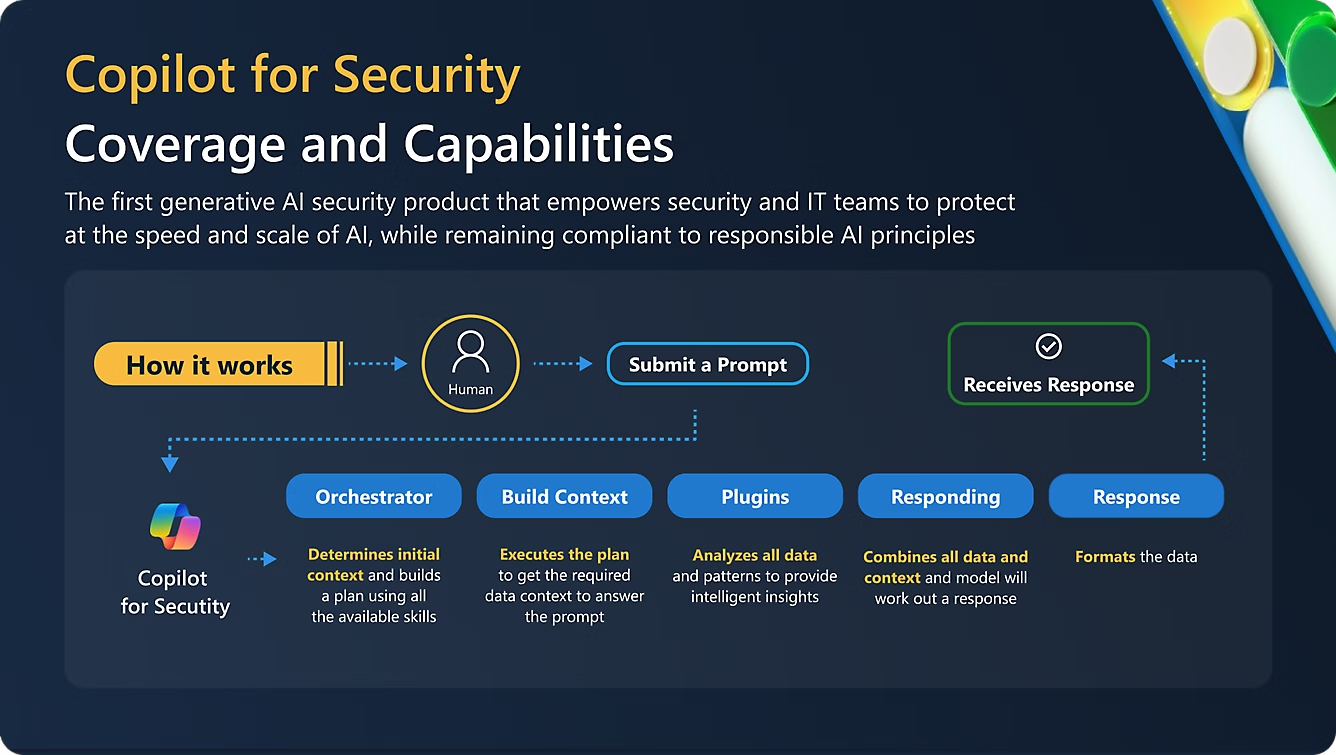 Copilot for Security
Coverage and Capabilities
The first generative AI security product that empowers security and IT teams to protect
at the speed and scale of AI, while remaining compliant to responsible AI principles
How it works
Human
Submit a Prompt
Receives Response
Copilot
for Secutity
Orchestrator
Determines initial
context and builds
a plan using all
the available skills
Build Context
Executes the plan
to get the required
data context to answer
the prompt
Plugins
Analyzes all data
and patterns to provide
intelligent insights
Responding
Combines all data and
context and model will
work out a response
Response
Formats the data